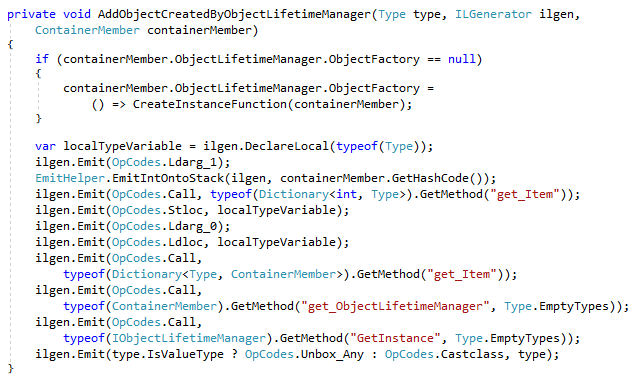 private void AddObjectCreatedByObjectLifetimeManager(Type type, ILGenerator ilgen,
    ContainerMember containerMember)
{
    if (containerMember.ObjectLifetimeManager.ObjectFactory == null)
    {
        containerMember.ObjectLifetimeManager.ObjectFactory =
            () => CreateInstanceFunction(containerMember);
    }

    var localTypeVariable = ilgen.DeclareLocal(typeof(Type));
    ilgen.Emit(OpCodes.Ldarg_1);
    EmitHelper.EmitIntOntoStack(ilgen, containerMember.GetHashCode());
    ilgen.Emit(OpCodes.Call, typeof(Dictionary<int, Type>).GetMethod("get_Item"));
    ilgen.Emit(OpCodes.Stloc, localTypeVariable);
    ilgen.Emit(OpCodes.Ldarg_0);
    ilgen.Emit(OpCodes.Ldloc, localTypeVariable);
    ilgen.Emit(OpCodes.Call,
        typeof(Dictionary<Type, ContainerMember>).GetMethod("get_Item"));
    ilgen.Emit(OpCodes.Call,
        typeof(ContainerMember).GetMethod("get_ObjectLifetimeManager", Type.EmptyTypes));
    ilgen.Emit(OpCodes.Call,
        typeof(IObjectLifetimeManager).GetMethod("GetInstance", Type.EmptyTypes));
    ilgen.Emit(type.IsValueType ? OpCodes.Unbox_Any : OpCodes.Castclass, type);
}